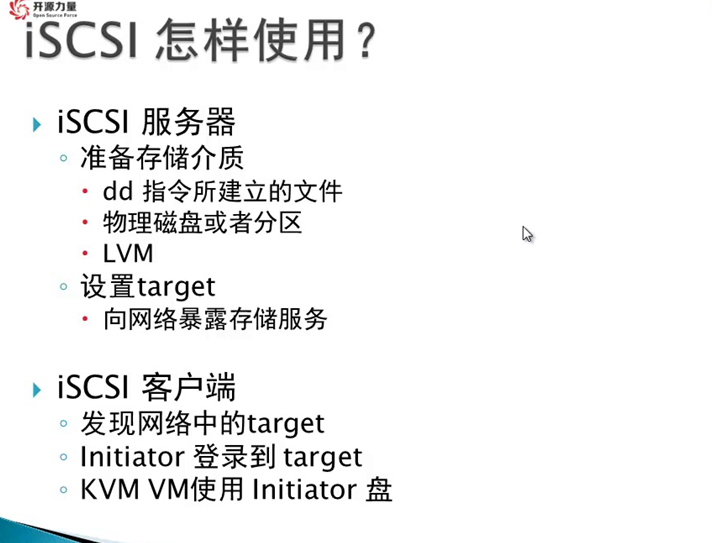 开源力量
Open Source Force
iSCSI 怎样使用？
iSCSI 服务器
准备存储介质
dd 指令所建立的文件
物理磁盘或者分区
LVM
设置target
向网络暴露存储服务
iSCSI 客户端
发现网络中的target
Initiator 登录到 target
KVM VM使用 Initiator 盘